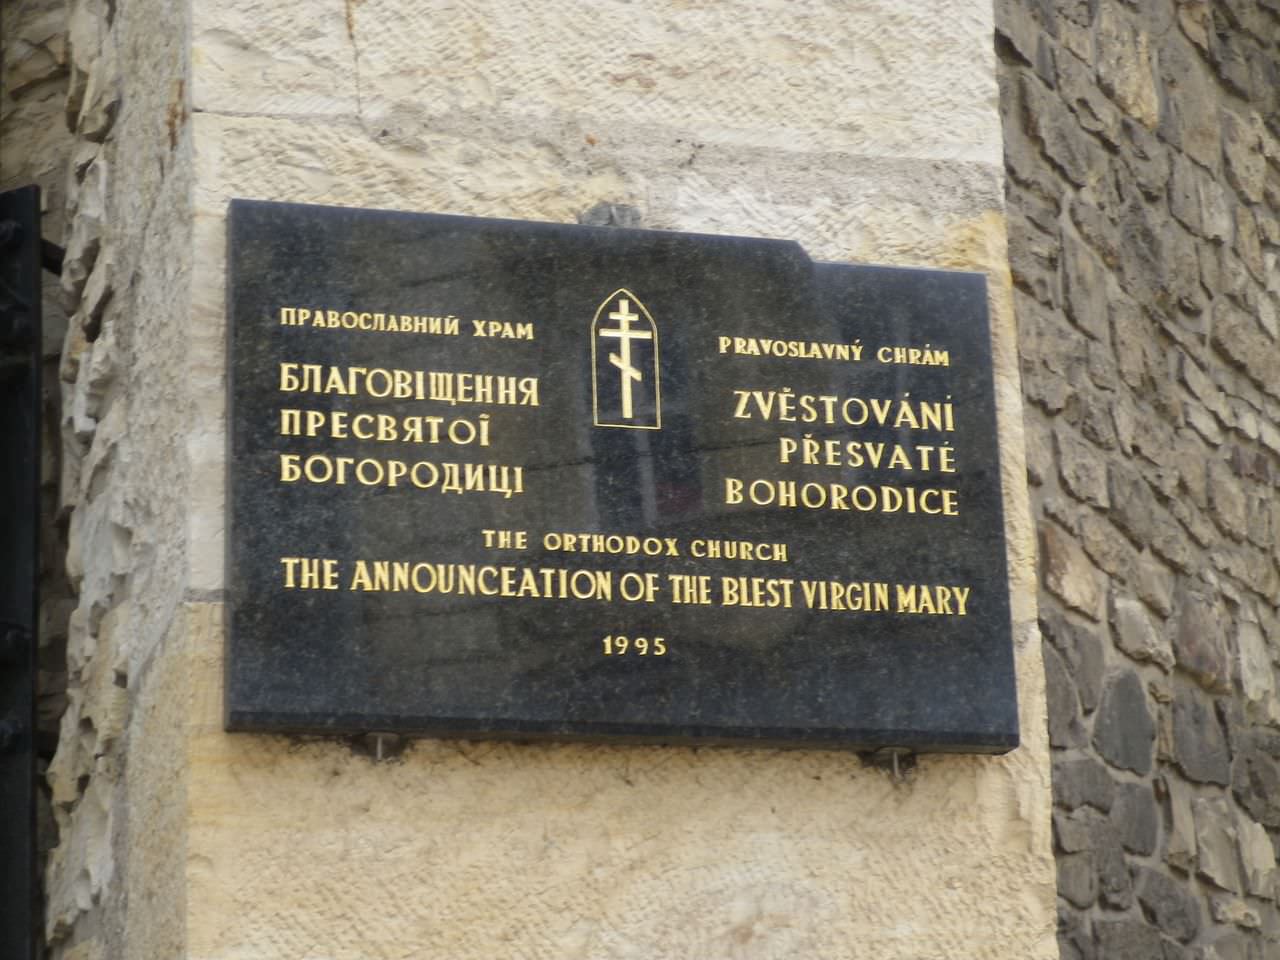 ПРАВОСЛАВНИЙ ХРАМ
БЛАГОВІЩЕННЯ
ПРЕСВЯТОЇ
БОГОРОДИЦІ
PRAVOSLAVNÝ CHRÁM
ZVĚSTOVÁNÍ
PŘESVATÉ
BOHORODICE
THE ORTHODOX CHURCH
THE ANNOUNCEATION OF THE BLEST VIRGIN MARY
1995